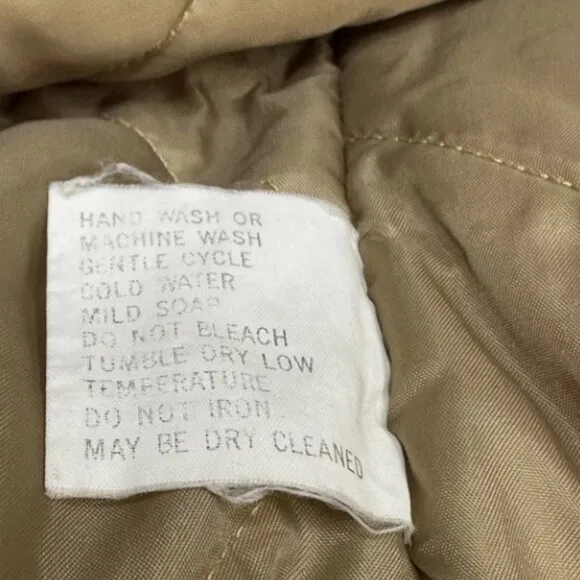 HAND WASH OR
MACHINE WASH
GENTLE CYCLE
COLD WATER
MILD SOAP
DO NOT BLEACH
TUMBLE DRY LOW
TEMPERATURE
DO NOT IRON
MAY BE DRY CLEANED